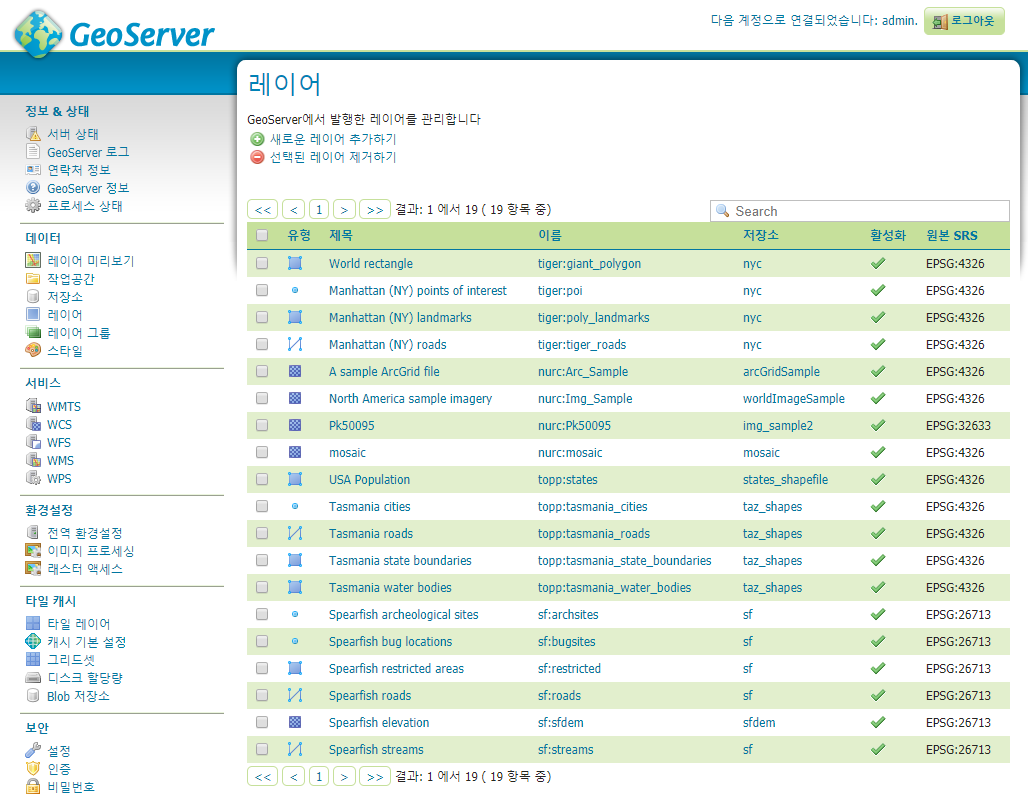 GeoServer
다음 계정으로 연결되었습니다: admin. 로그아웃
정보 & 상태
서버 상태
GeoServer 로그
연락처 정보
GeoServer 정보
프로세스 상태
데이터
레이어 미리보기
작업공간
저장소
레이어
레이어 그룹
스타일
서비스
WMTS
WCS
WFS
WMS
WPS
환경설정
전역 환경설정
이미지 프로세싱
래스터 액세스
타일 캐시
타일 레이어
캐시 기본 설정
그리드셋
디스크 할당량
Blob 저장소
보안
설정
인증
비밀번호
레이어
GeoServer에서 발행한 레이어를 관리합니다
새로운 레이어 추가하기
선택된 레이어 제거하기
<< < 1 > >> 결과: 1 에서 19 ( 19 항목 중) Search
유형 제목 이름 저장소 활성화 원본 SRS
World rectangle tiger:giant_polygon nyc EPSG:4326
Manhattan (NY) points of interest tiger:poi nyc EPSG:4326
Manhattan (NY) landmarks tiger:poly_landmarks nyc EPSG:4326
Manhattan (NY) roads tiger:tiger_roads nyc EPSG:4326
A sample ArcGrid file nurc:Arc_Sample arcGridSample EPSG:4326
North America sample imagery nurc:Img_Sample worldImageSample EPSG:4326
Pk50095 nurc:Pk50095 img_sample2 EPSG:32633
mosaic nurc:mosaic mosaic EPSG:4326
USA Population topp:states states_shapefile EPSG:4326
Tasmania cities topp:tasmania_cities taz_shapes EPSG:4326
Tasmania roads topp:tasmania_roads taz_shapes EPSG:4326
Tasmania state boundaries topp:tasmania_state_boundaries taz_shapes EPSG:4326
Tasmania water bodies topp:tasmania_water_bodies taz_shapes EPSG:4326
Spearfish archeological sites sf:archsites sf EPSG:26713
Spearfish bug locations sf:bugsites sf EPSG:26713
Spearfish restricted areas sf:restricted sf EPSG:26713
Spearfish roads sf:roads sf EPSG:26713
Spearfish elevation sf:sfdem sfdem EPSG:26713
Spearfish streams sf:streams sf EPSG:26713
<< < 1 > >> 결과: 1 에서 19 ( 19 항목 중)